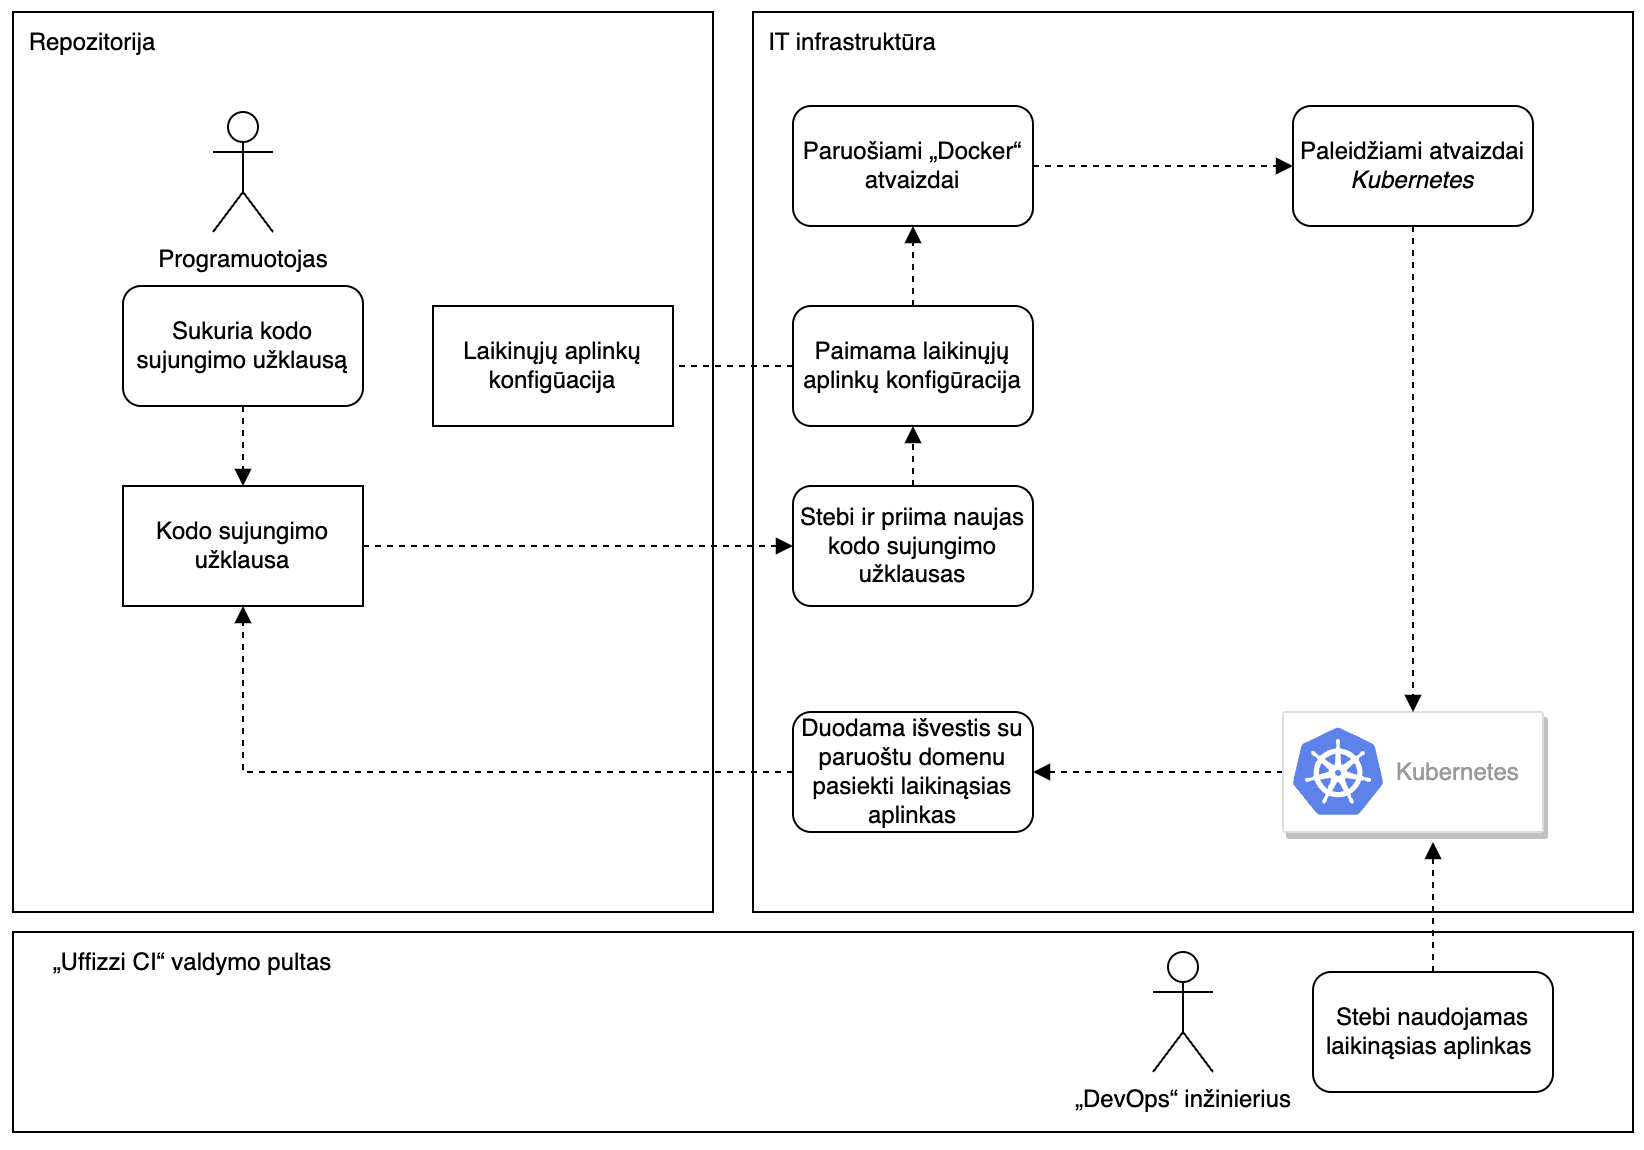 Repozitorija
Programuotojas
Sukuria kodo
sujungimo užklausą
Laikinųjų aplinkų
konfigūacija
Kodo sujungimo
užklausa
IT infrastruktūra
Paruošiami „Docker“
atvaizdai
Paleidžiami atvaizdai
Kubernetes
Paimama laikinųjų
aplinkų konfigūracija
Stebi ir priima naujas
kodo sujungimo
užklausas
Duodama išvestis su
paruoštu domenu
pasiekti laikinąsias
aplinkas
Kubernetes
„Uffizzi CI“ valdymo pultas
„DevOps“ inžinierius
Stebi naudojamas
laikinąsias aplinkas